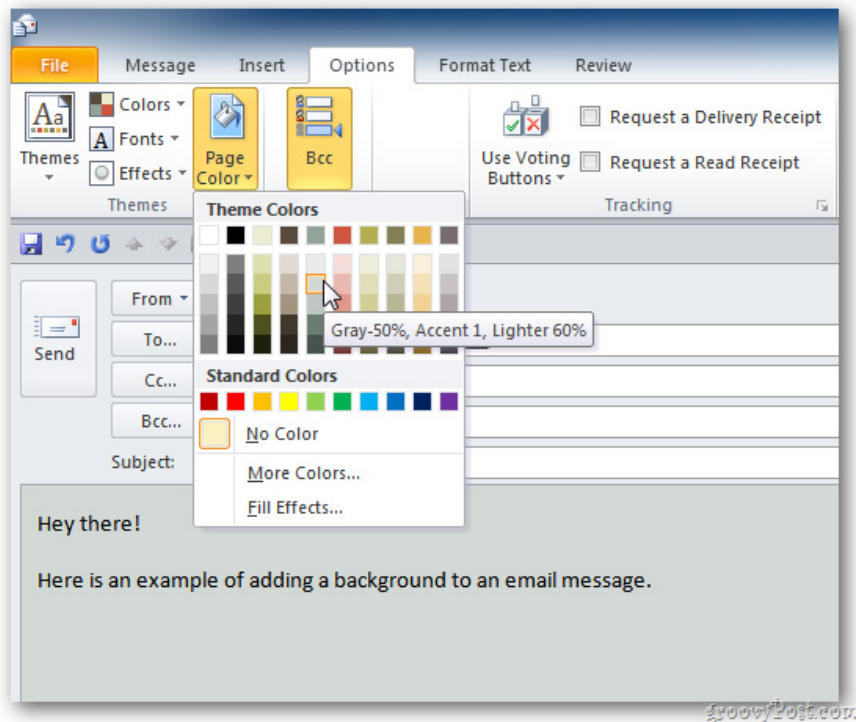 File Message Insert Options Format Text Review
Aa
Themes
Colors
A Fonts
Effects
Page
Color
Bcc
Use Voting
Buttons
Request a Delivery Receipt
Request a Read Receipt
Themes
Tracking
Theme Colors
Gray-50%, Accent 1, Lighter 60%
Standard Colors
No Color
More Colors...
Fill Effects...
Send
From
To...
Cc...
Bcc...
Subject:
Hey there!
Here is an example of adding a background to an email message.
groovyPost.com